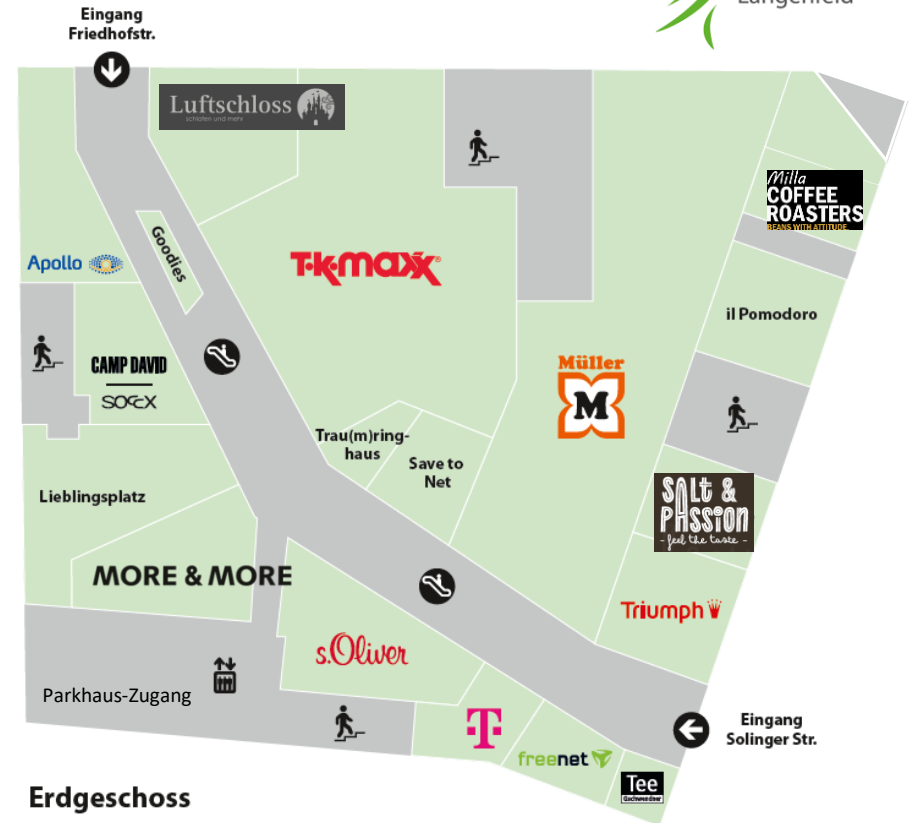 Eingang
Friedhofstr.
Langenfeld
Luftschloss
schlafen und mehr
Milla
COFFEE
ROASTERS
BEANS WITH ATTITUDE
Goodies
Apollo
T·K·maxx
il Pomodoro
CAMP DAVID
SOCCX
Müller
M
Trau(m)ring-
haus
Save to
Net
Lieblingsplatz
SALt &
PASSION
- feel the taste -
MORE & MORE
Triumph
s.Oliver
Parkhaus-Zugang
T
Eingang
Solinger Str.
freenet
Tee
Gschwendner
Erdgeschoss